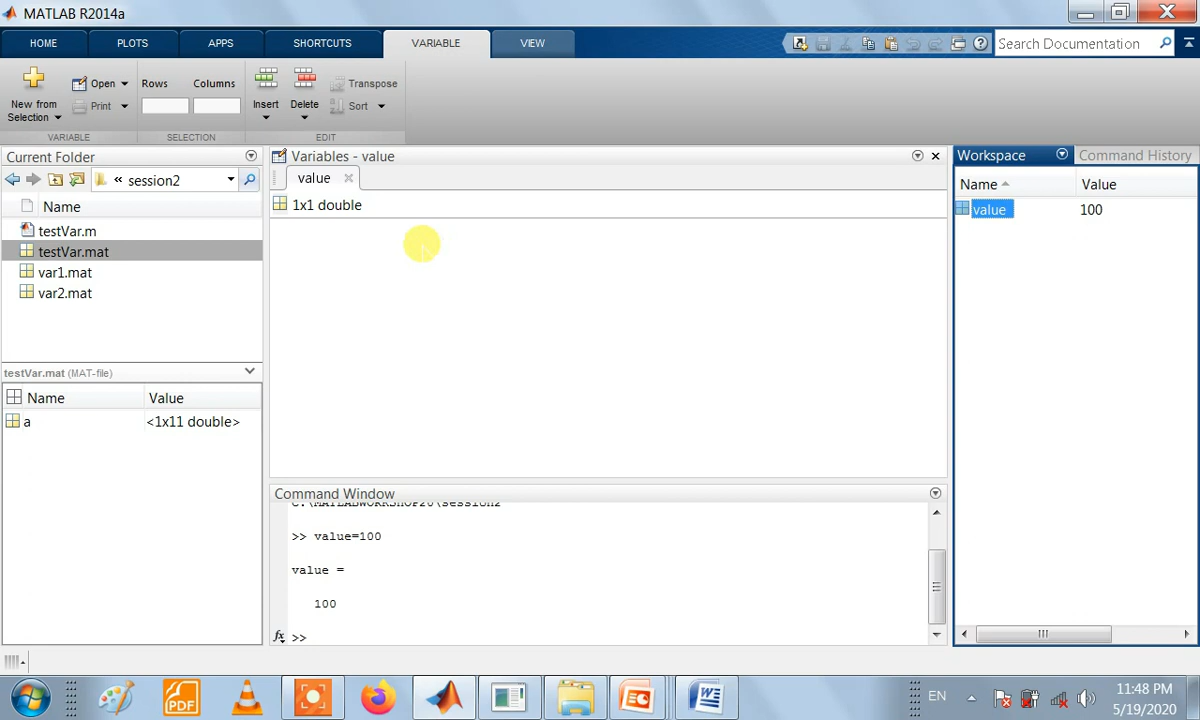 MATLAB R2014a
HOME PLOTS APPS SHORTCUTS VARIABLE VIEW
Search Documentation
New from Selection
Open
Print
Rows Columns
Insert
Delete
Transpose
Sort
VARIABLE SELECTION EDIT
Current Folder
« session2
Name
testVar.m
testVar.mat
var1.mat
var2.mat
testVar.mat (MAT-file)
Name Value
a <1x11 double>
Variables - value
value
1x1 double
Command Window
C:\MATLABWORKSHOP20\session2
>> value=100
value =
100
fx >>
Workspace
Command History
Name Value
value 100
PDF
EN
11:48 PM
5/19/2020